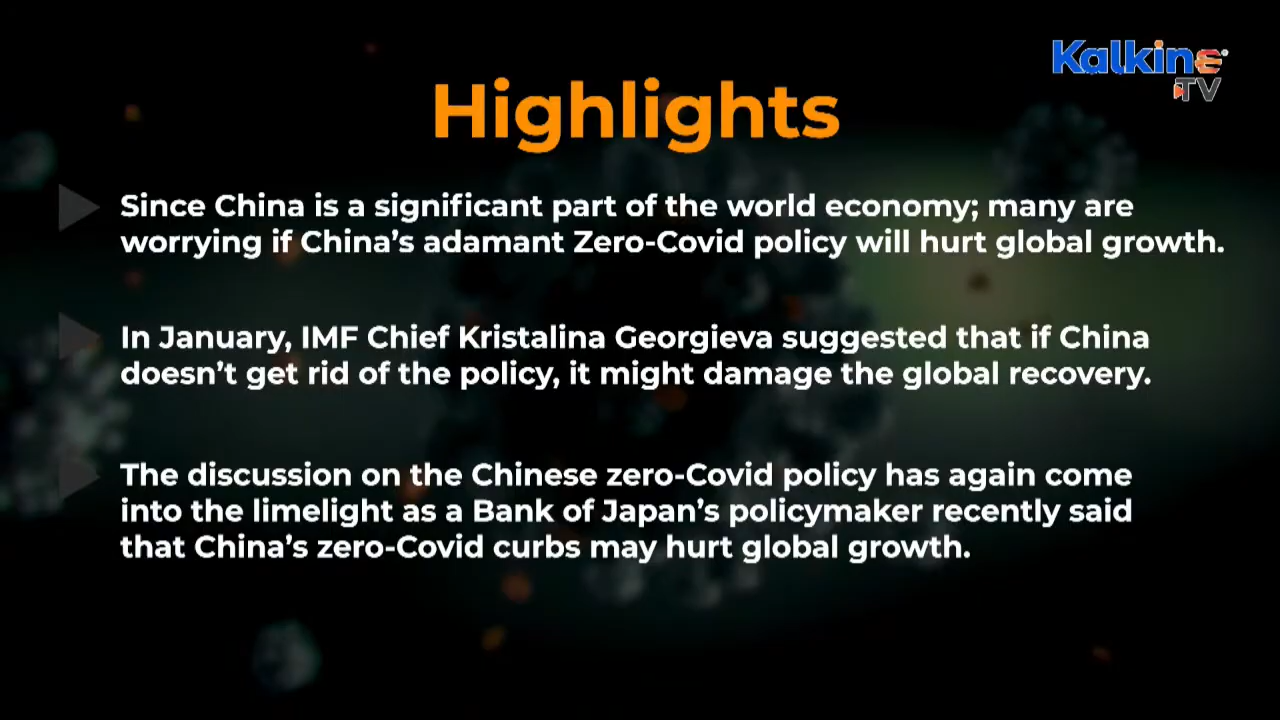 Kalkine
TV
Highlights
Since China is a significant part of the world economy; many are
worrying if China’s adamant Zero-Covid policy will hurt global growth.
In January, IMF Chief Kristalina Georgieva suggested that if China
doesn’t get rid of the policy, it might damage the global recovery.
The discussion on the Chinese zero-Covid policy has again come
into the limelight as a Bank of Japan’s policymaker recently said
that China’s zero-Covid curbs may hurt global growth.